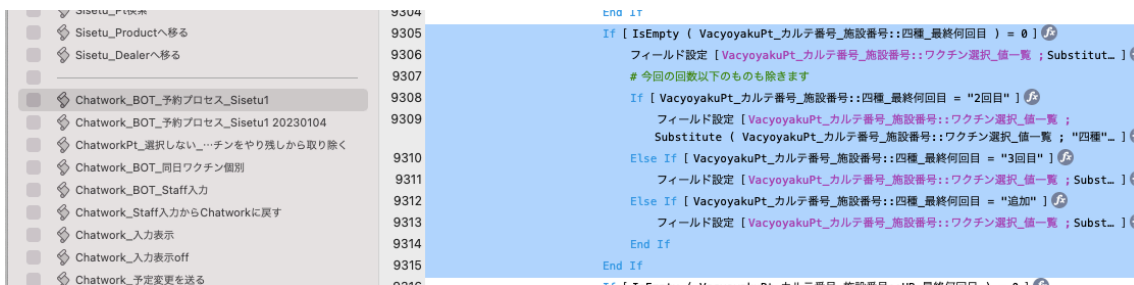 Sisetu_Pt検索
Sisetu_Productへ移る
Sisetu_Dealerへ移る
Chatwork_BOT_予約プロセス_Sisetu1
Chatwork_BOT_予約プロセス_Sisetu1 20230104
ChatworkPt_選択しない_…チンをやり残しから取り除く
Chatwork_BOT_同日ワクチン個別
Chatwork_BOT_Staff入力
Chatwork_Staff入力からChatworkに戻す
Chatwork_入力表示
Chatwork_入力表示off
Chatwork_予定変更を送る
9304 End If
9305 If [ IsEmpty ( VacyoyakuPt_カルテ番号_施設番号::四種_最終何回目 ) = 0 ]
9306 フィールド設定 [ VacyoyakuPt_カルテ番号_施設番号::ワクチン選択_値一覧 ; Substitut… ]
9307 # 今回の回数以下のものも除きます
9308 If [ VacyoyakuPt_カルテ番号_施設番号::四種_最終何回目 = "2回目" ]
9309 フィールド設定 [ VacyoyakuPt_カルテ番号_施設番号::ワクチン選択_値一覧 ;
Substitute ( VacyoyakuPt_カルテ番号_施設番号::ワクチン選択_値一覧 ; "四種"… ]
9310 Else If [ VacyoyakuPt_カルテ番号_施設番号::四種_最終何回目 = "3回目" ]
9311 フィールド設定 [ VacyoyakuPt_カルテ番号_施設番号::ワクチン選択_値一覧 ; Subst… ]
9312 Else If [ VacyoyakuPt_カルテ番号_施設番号::四種_最終何回目 = "追加" ]
9313 フィールド設定 [ VacyoyakuPt_カルテ番号_施設番号::ワクチン選択_値一覧 ; Subst… ]
9314 End If
9315 End If